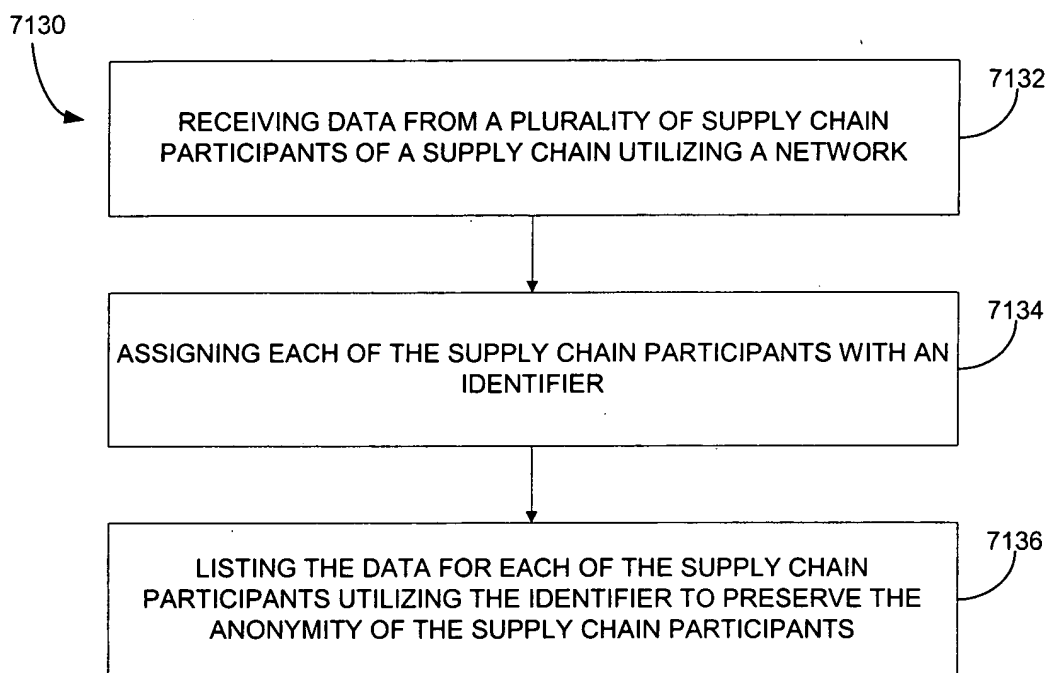 7130
7132
RECEIVING DATA FROM A PLURALITY OF SUPPLY CHAIN
PARTICIPANTS OF A SUPPLY CHAIN UTILIZING A NETWORK
7134
ASSIGNING EACH OF THE SUPPLY CHAIN PARTICIPANTS WITH AN
IDENTIFIER
7136
LISTING THE DATA FOR EACH OF THE SUPPLY CHAIN
PARTICIPANTS UTILIZING THE IDENTIFIER TO PRESERVE THE
ANONYMITY OF THE SUPPLY CHAIN PARTICIPANTS